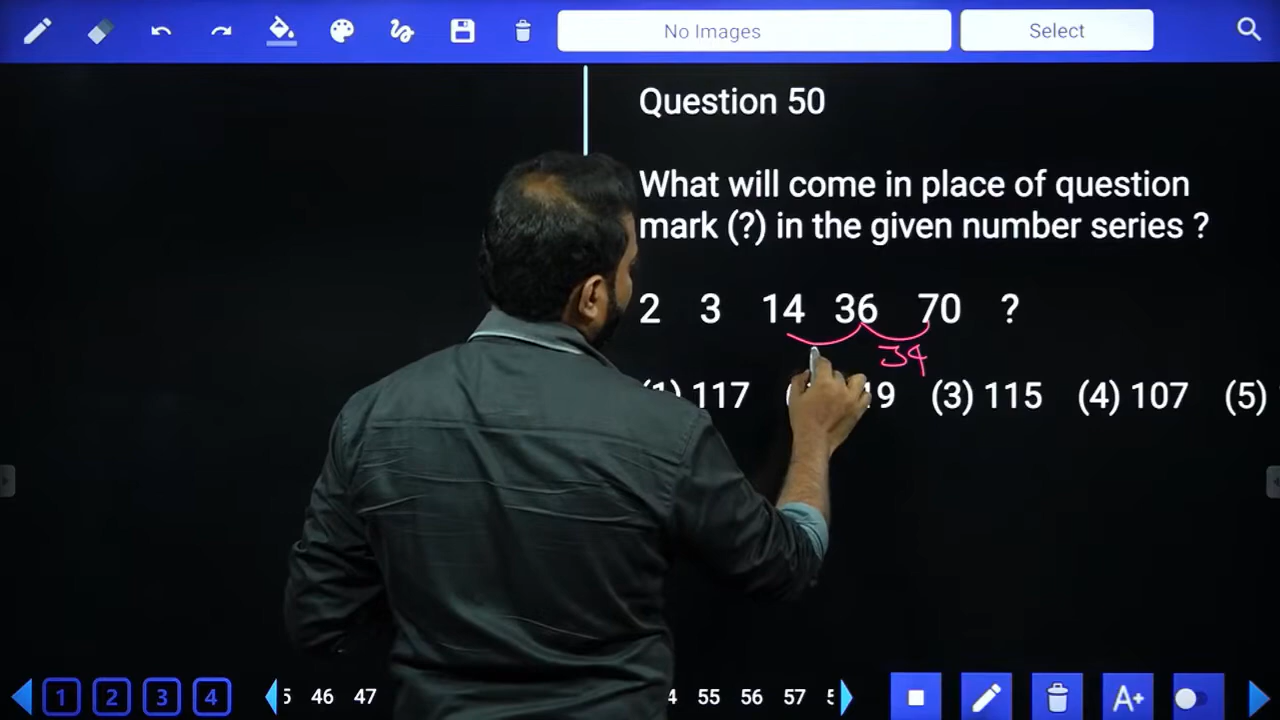 No Images
Select
Question 50
What will come in place of question
mark (?) in the given number series ?
2 3 14 36 70 ?
34
(1) 117 19 (3) 115 (4) 107 (5)
1 2 3 4 46 47 55 56 57 A+